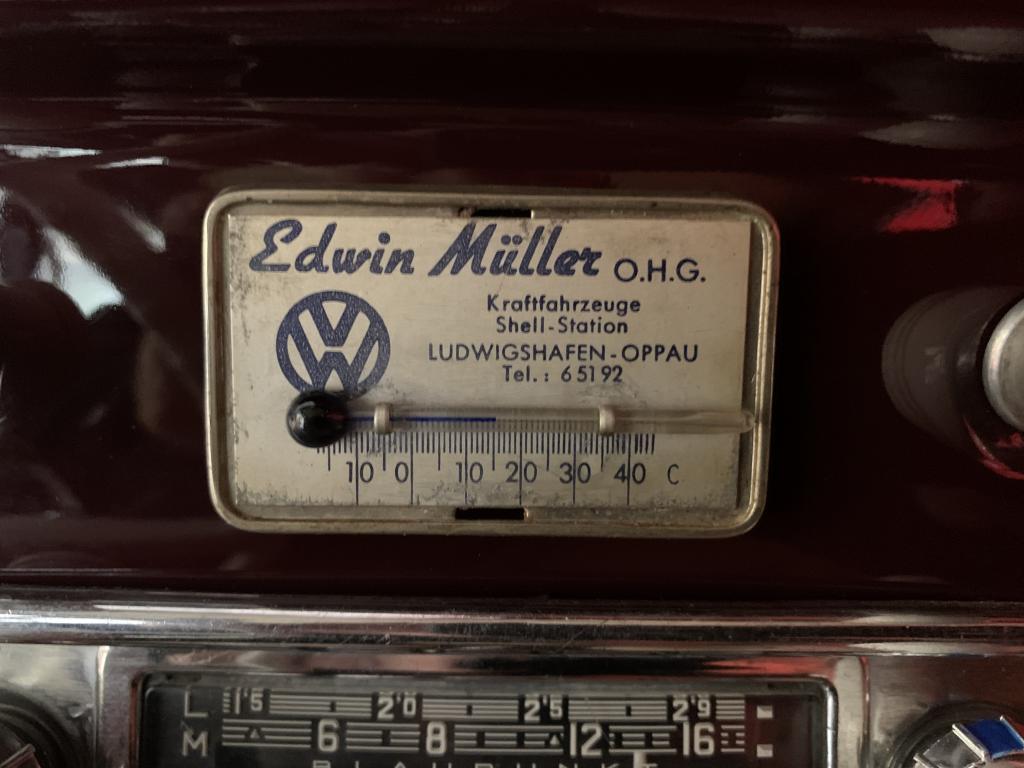 Edwin Müller O.H.G.
Kraftfahrzeuge
Shell-Station
LUDWIGSHAFEN-OPPAU
Tel.: 65192
10 0 10 20 30 40 C
L 1'5 2'0 2'5 2'9
M 6 8 12 16
BLAUPUNKT